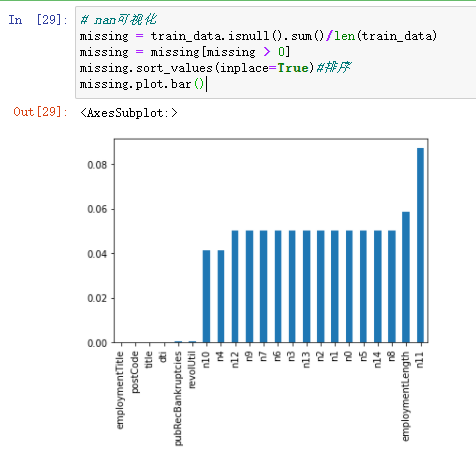 In [29]:
# nan可视化
missing = train_data.isnull().sum()/len(train_data)
missing = missing[missing > 0]
missing.sort_values(inplace=True)#排序
missing.plot.bar()
Out[29]: <AxesSubplot:>
0.08
0.06
0.04
0.02
0.00
employmentTitle
postCode
title
dti
pubRecBankruptcies
revolUtil
n10
n4
n12
n9
n7
n6
n3
n13
n2
n1
n0
n5
n14
n8
employmentLength
n11